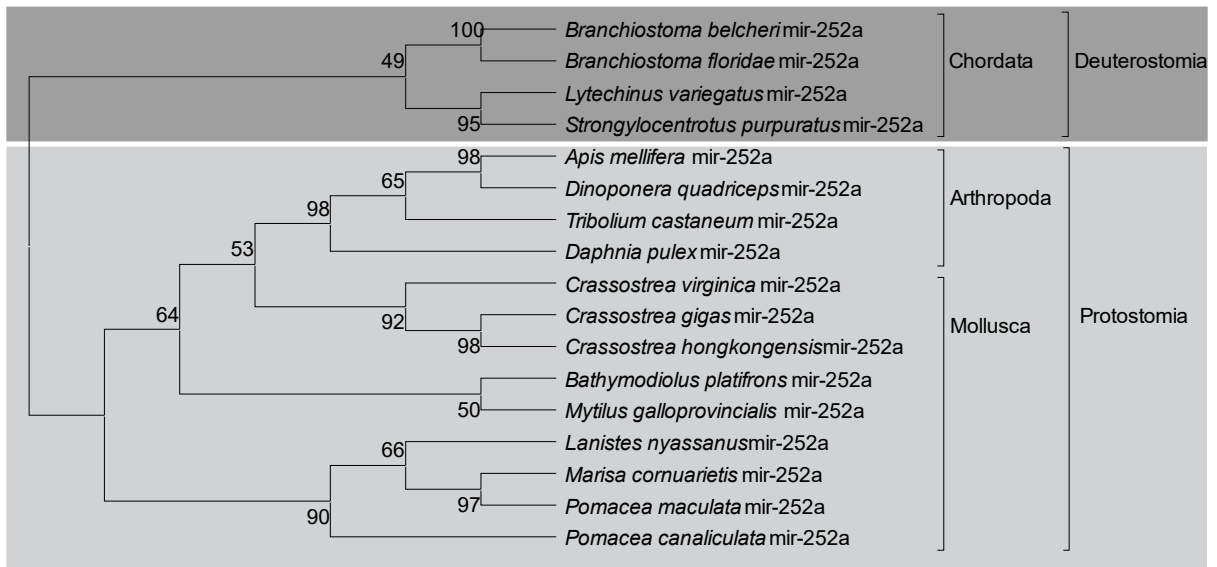 100
Branchiostoma belcheri mir-252a
49
Branchiostoma floridae mir-252a
Chordata
Deuterostomia
Lytechinus variegatus mir-252a
95
Strongylocentrotus purpuratus mir-252a
98
Apis mellifera mir-252a
65
Dinoponera quadriceps mir-252a
Arthropoda
98
Tribolium castaneum mir-252a
53
Daphnia pulex mir-252a
Crassostrea virginica mir-252a
64
92
Crassostrea gigas mir-252a
Mollusca
Protostomia
98
Crassostrea hongkongensis mir-252a
Bathymodiolus platifrons mir-252a
50
Mytilus galloprovincialis mir-252a
66
Lanistes nyassanus mir-252a
Marisa cornuarietis mir-252a
97
Pomacea maculata mir-252a
90
Pomacea canaliculata mir-252a